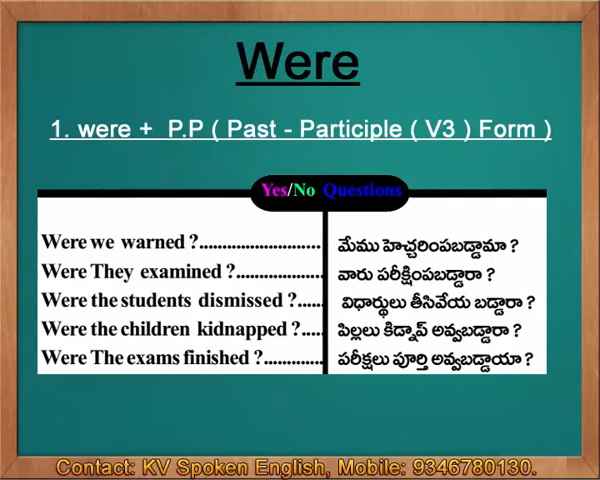 Were
1. were + P.P ( Past - Participle ( V3 ) Form )
Yes/No Questions
Were we warned ?............................ మేము హెచ్చరింపబడ్డామా ?
Were They examined ?.................... వారు పరీక్షింపబడ్డారా ?
Were the students dismissed ?...... విధార్థులు తీసివేయ బడ్డారా ?
Were the children kidnapped ?..... పిల్లలు కిడ్నాప్ అవ్వబడ్డారా ?
Were The exams finished ?.............. పరీక్షలు పూర్తి అవ్వబడ్డాయా ?
Contact: KV Spoken English, Mobile: 9346780130.